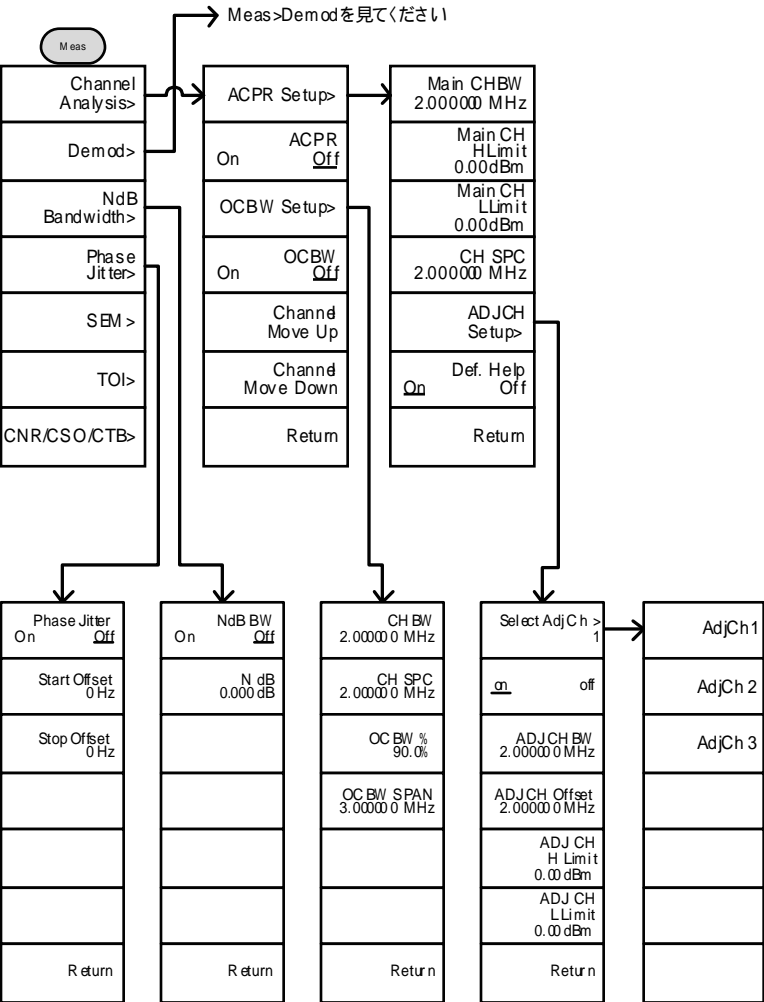 Meas>Demodを見てください
Meas
Channel
Analysis>
Demod>
NdB
Bandwidth>
Phase
Jitter>
SEM>
TOI>
CNR/CSO/CTB>
ACPR Setup>
ACPR
On Off
OCBW Setup>
OCBW
On Off
Channel
Move Up
Channel
Move Down
Return
Main CHBW
2.000000 MHz
Main CH
HLimit
0.00dBm
Main CH
LLimit
0.00dBm
CH SPC
2.000000 MHz
ADJCH
Setup>
Def. Help
On Off
Return
Phase Jitter
On Off
Start Offset
0 Hz
Stop Offset
0 Hz
Return
NdB BW
On Off
N dB
0.000 dB
Return
CH BW
2.000000 MHz
CH SPC
2.000000 MHz
OCBW %
90.0%
OCBW SPAN
3.000000 MHz
Return
Select Adj Ch >
1
on off
ADJCH BW
2.000000 MHz
ADJCH Offset
2.000000 MHz
ADJ CH
H Limit
0.00 dBm
ADJ CH
LLimit
0.00 dBm
Return
AdjCh1
AdjCh 2
AdjCh 3